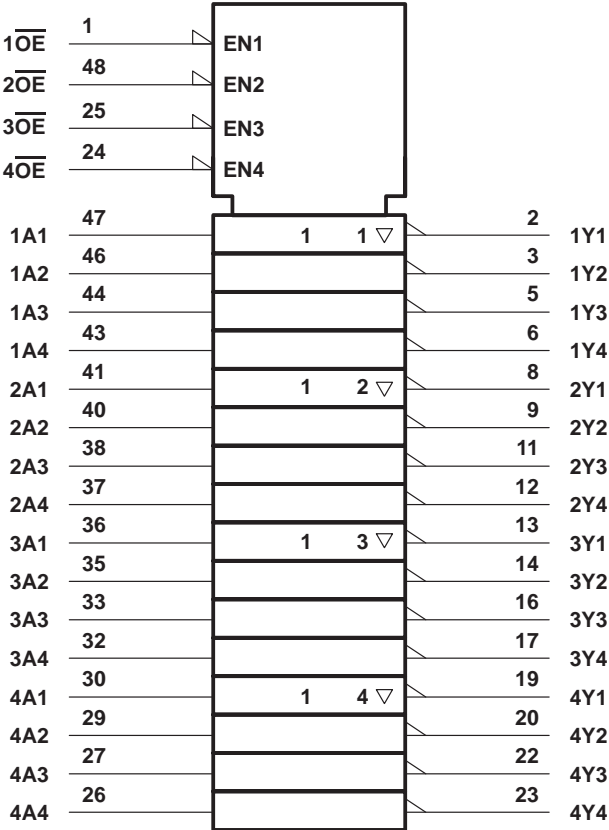 1O̅E̅ 1 EN1
2O̅E̅ 48 EN2
3O̅E̅ 25 EN3
4O̅E̅ 24 EN4
1A1 47 1 1 ▽ 2 1Y1
1A2 46 3 1Y2
1A3 44 5 1Y3
1A4 43 6 1Y4
2A1 41 1 2 ▽ 8 2Y1
2A2 40 9 2Y2
2A3 38 11 2Y3
2A4 37 12 2Y4
3A1 36 1 3 ▽ 13 3Y1
3A2 35 14 3Y2
3A3 33 16 3Y3
3A4 32 17 3Y4
4A1 30 1 4 ▽ 19 4Y1
4A2 29 20 4Y2
4A3 27 22 4Y3
4A4 26 23 4Y4